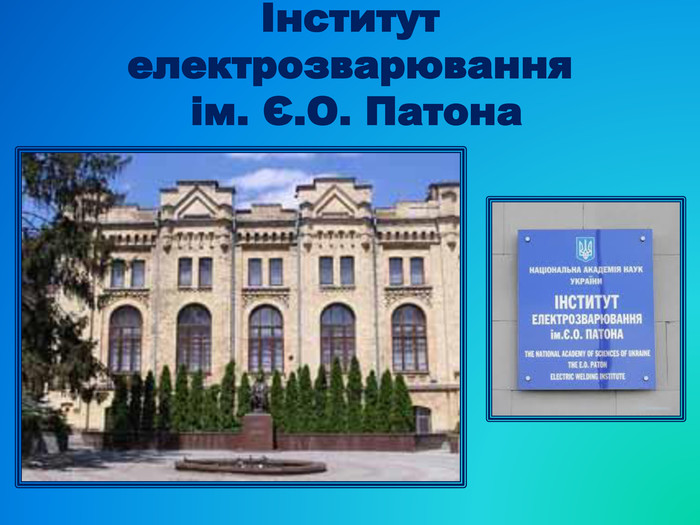 Інститут
електрозварювання
ім. Є.О. Патона
НАЦІОНАЛЬНА АКАДЕМІЯ НАУК
УКРАЇНИ
ІНСТИТУТ
ЕЛЕКТРОЗВАРЮВАННЯ
ім.Є.О. ПАТОНА
THE NATIONAL ACADEMY OF SCIENCES OF UKRAINE
THE E.O. PATON
ELECTRIC WELDING INSTITUTE